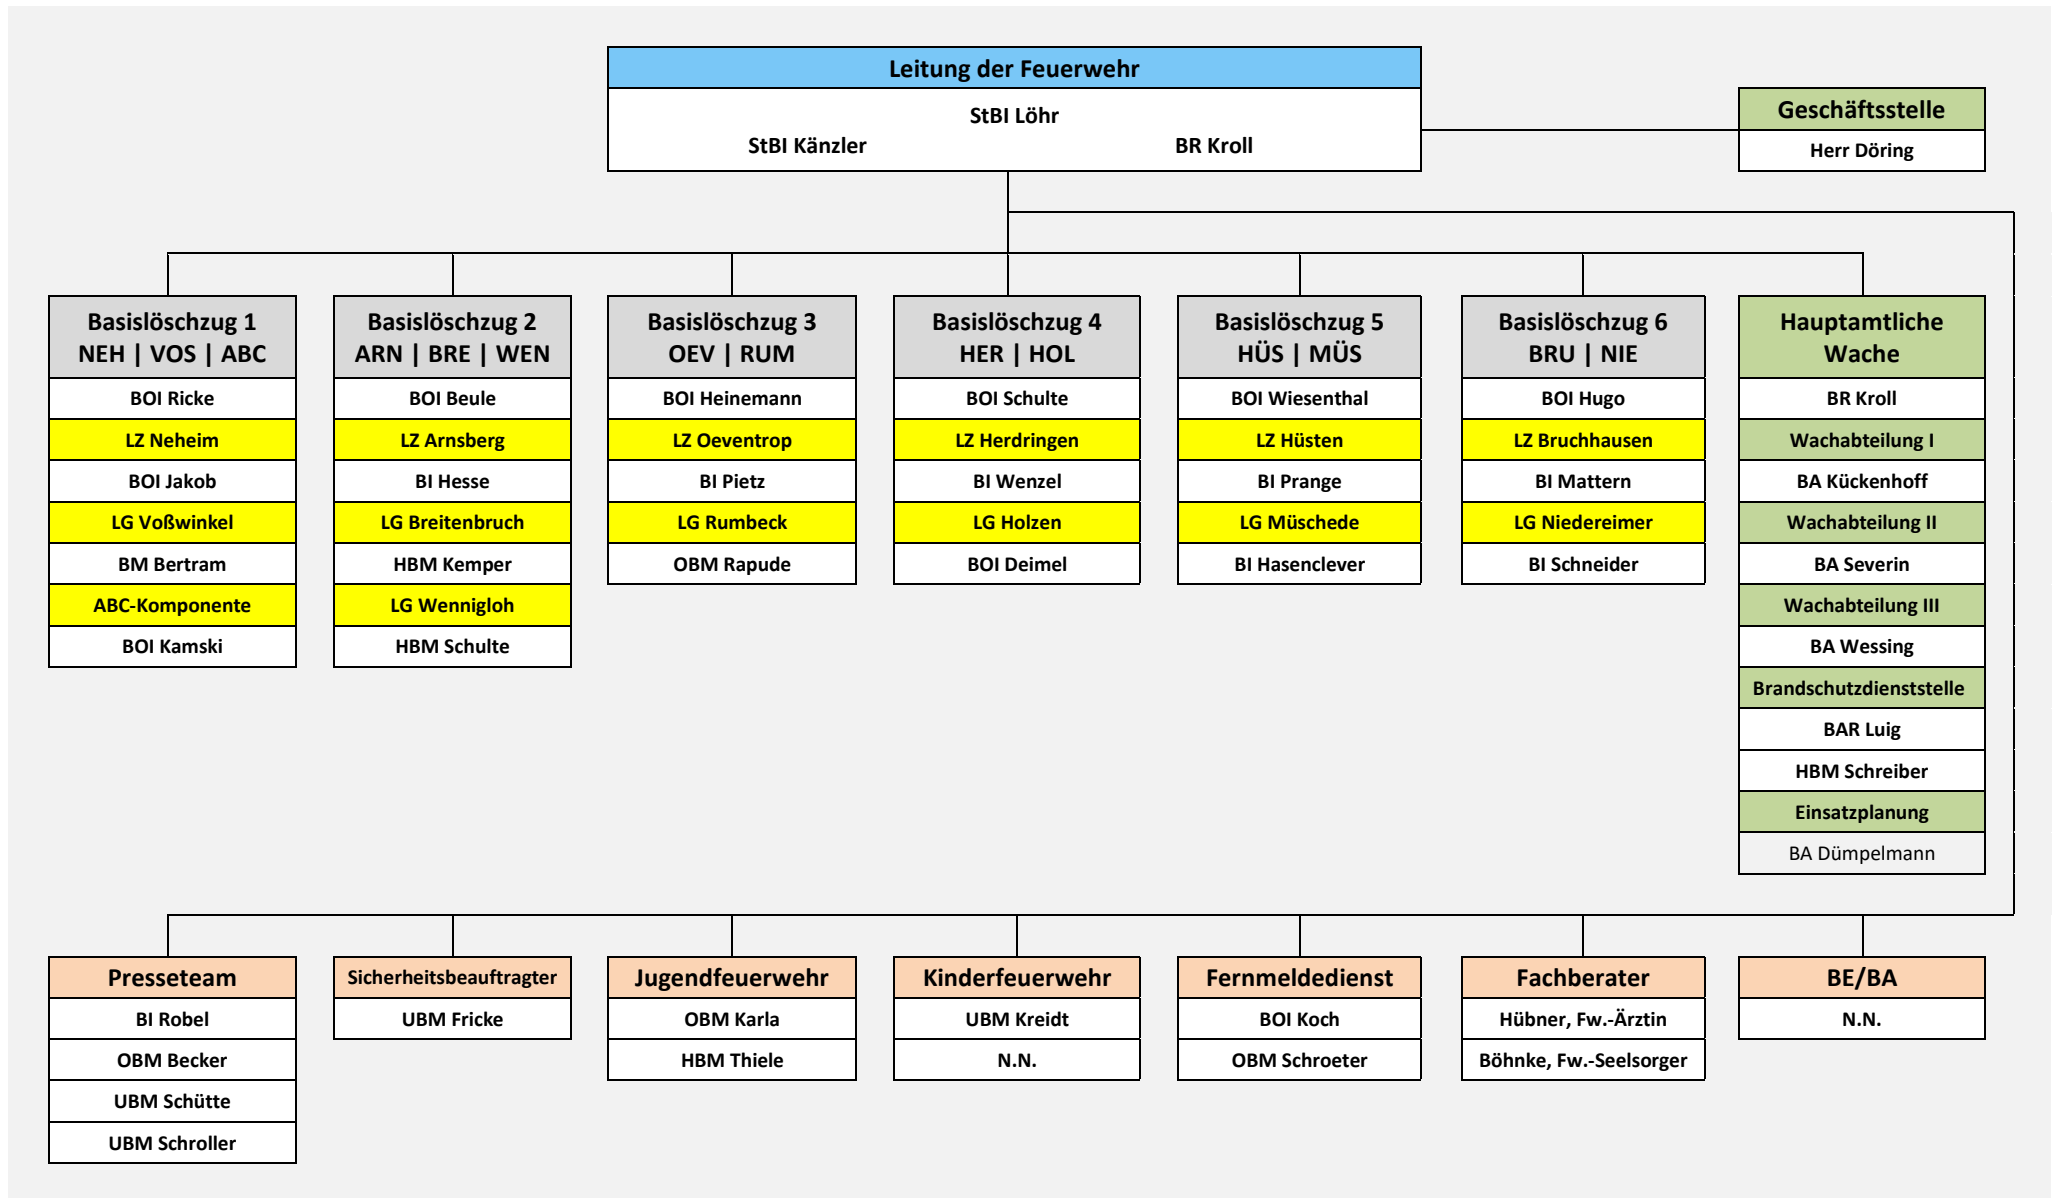 Leitung der Feuerwehr
StBI Löhr
StBI Känzler
BR Kroll
Geschäftsstelle
Herr Döring
Basislöschzug 1
NEH | VOS | ABC
BOI Ricke
LZ Neheim
BOI Jakob
LG Voßwinkel
BM Bertram
ABC-Komponente
BOI Kamski
Basislöschzug 2
ARN | BRE | WEN
BOI Beule
LZ Arnsberg
BI Hesse
LG Breitenbruch
HBM Kemper
LG Wennigloh
HBM Schulte
Basislöschzug 3
OEV | RUM
BOI Heinemann
LZ Oeventrop
BI Pietz
LG Rumbeck
OBM Rapude
Basislöschzug 4
HER | HOL
BOI Schulte
LZ Herdringen
BI Wenzel
LG Holzen
BOI Deimel
Basislöschzug 5
HÜS | MÜS
BOI Wiesenthal
LZ Hüsten
BI Prange
LG Müschede
BI Hasenclever
Basislöschzug 6
BRU | NIE
BOI Hugo
LZ Bruchhausen
BI Mattern
LG Niedereimer
BI Schneider
Hauptamtliche
Wache
BR Kroll
Wachabteilung I
BA Kückenhoff
Wachabteilung II
BA Severin
Wachabteilung III
BA Wessing
Brandschutzdienststelle
BAR Luig
HBM Schreiber
Einsatzplanung
BA Dümpelmann
Presseteam
BI Robel
OBM Becker
UBM Schütte
UBM Schroller
Sicherheitsbeauftragter
UBM Fricke
Jugendfeuerwehr
OBM Karla
HBM Thiele
Kinderfeuerwehr
UBM Kreidt
N.N.
Fernmeldedienst
BOI Koch
OBM Schroeter
Fachberater
Hübner, Fw.-Ärztin
Böhnke, Fw.-Seelsorger
BE/BA
N.N.